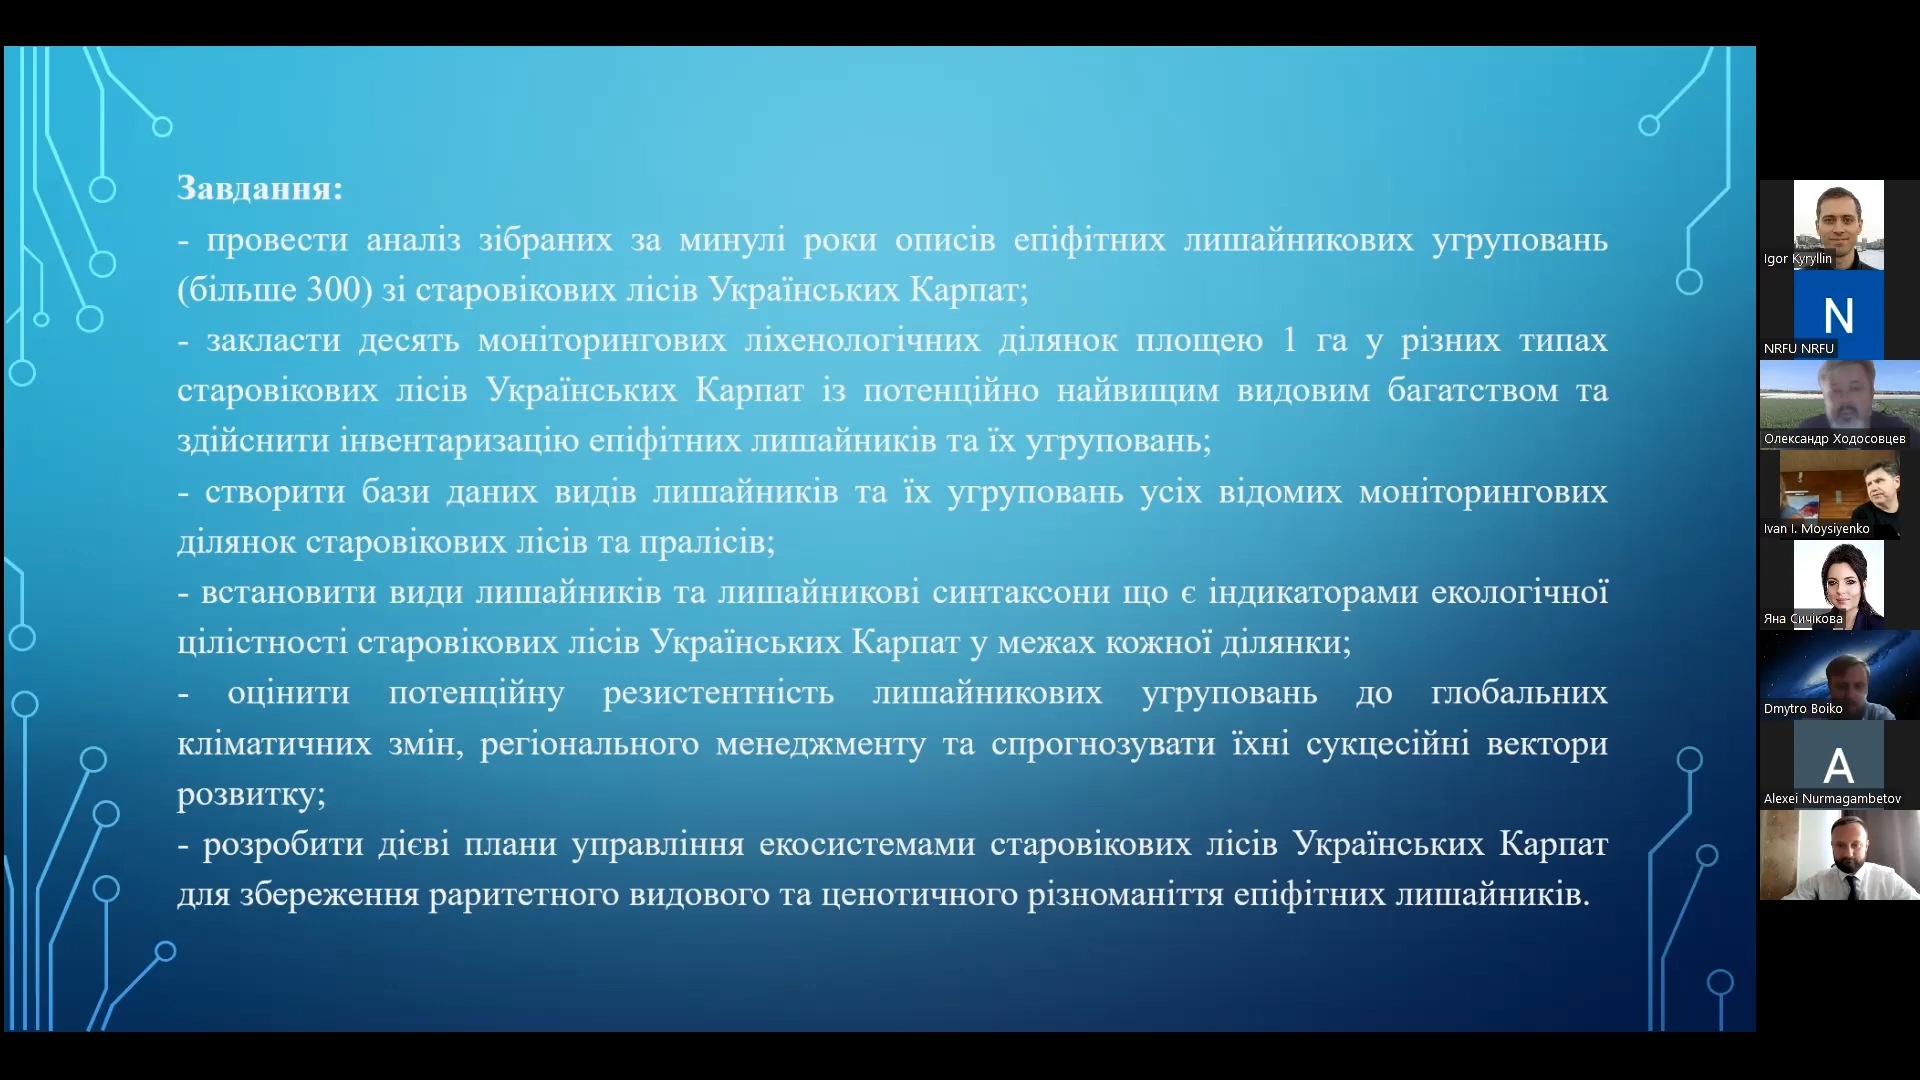 Завдання:
- провести аналіз зібраних за минулі роки описів епіфітних лишайникових угруповань
(більше 300) зі старовікових лісів Українських Карпат;
- закласти десять моніторингових ліхенологічних ділянок площею 1 га у різних типах
старовікових лісів Українських Карпат із потенційно найвищим видовим багатством та
здійснити інвентаризацію епіфітних лишайників та їх угруповань;
- створити бази даних видів лишайників та їх угруповань усіх відомих моніторингових
ділянок старовікових лісів та пралісів;
- встановити види лишайників та лишайникові синтаксони що є індикаторами екологічної
цілістності старовікових лісів Українських Карпат у межах кожної ділянки;
- оцінити потенційну резистентність лишайникових угруповань до глобальних
кліматичних змін, регіонального менеджменту та спрогнозувати їхні сукцесійні вектори
розвитку;
- розробити дієві плани управління екосистемами старовікових лісів Українських Карпат
для збереження раритетного видового та ценотичного різноманіття епіфітних лишайників.
Igor Kyryllin
N
NRFU NRFU
Олександр Ходосовцев
Ivan I. Moysiyenko
Яна Сичікова
Dmytro Boiko
A
Alexei Nurmagambetov